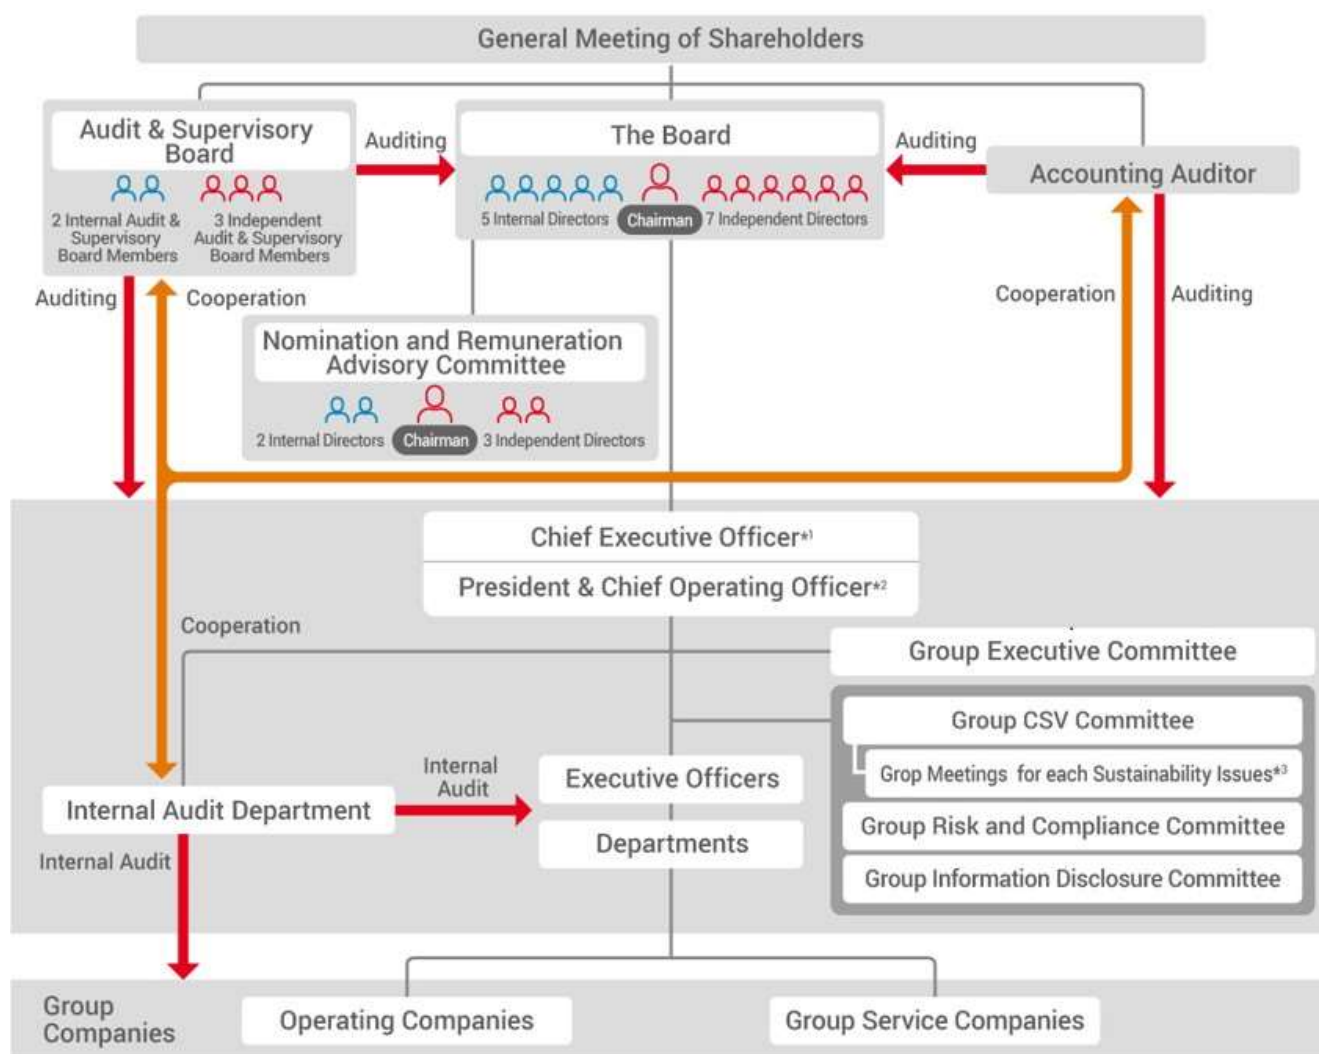 General Meeting of Shareholders
Audit & Supervisory
Board
2 Internal Audit &
Supervisory
Board Members
3 Independent
Audit & Supervisory
Board Members
Auditing
The Board
5 Internal Directors
Chairman
7 Independent Directors
Auditing
Accounting Auditor
Auditing
Cooperation
Cooperation
Auditing
Nomination and Remuneration
Advisory Committee
2 Internal Directors
Chairman
3 Independent Directors
Chief Executive Officer*1
President & Chief Operating Officer*2
Cooperation
Group Executive Committee
Group CSV Committee
Grop Meetings for each Sustainability Issues*3
Group Risk and Compliance Committee
Group Information Disclosure Committee
Internal Audit Department
Internal
Audit
Executive Officers
Departments
Internal Audit
Group
Companies
Operating Companies
Group Service Companies